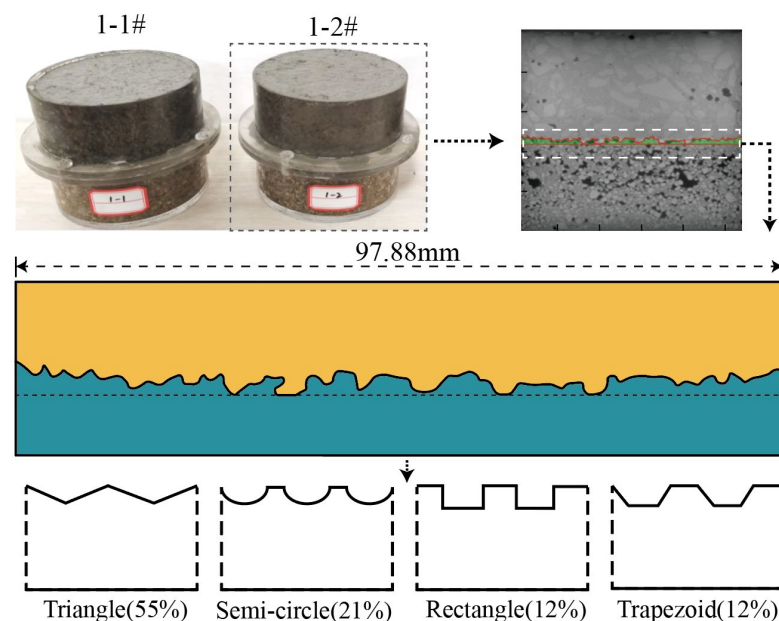 1-1#
1-2#
1-1
1-2
97.88mm
Triangle(55%)
Semi-circle(21%)
Rectangle(12%)
Trapezoid(12%)